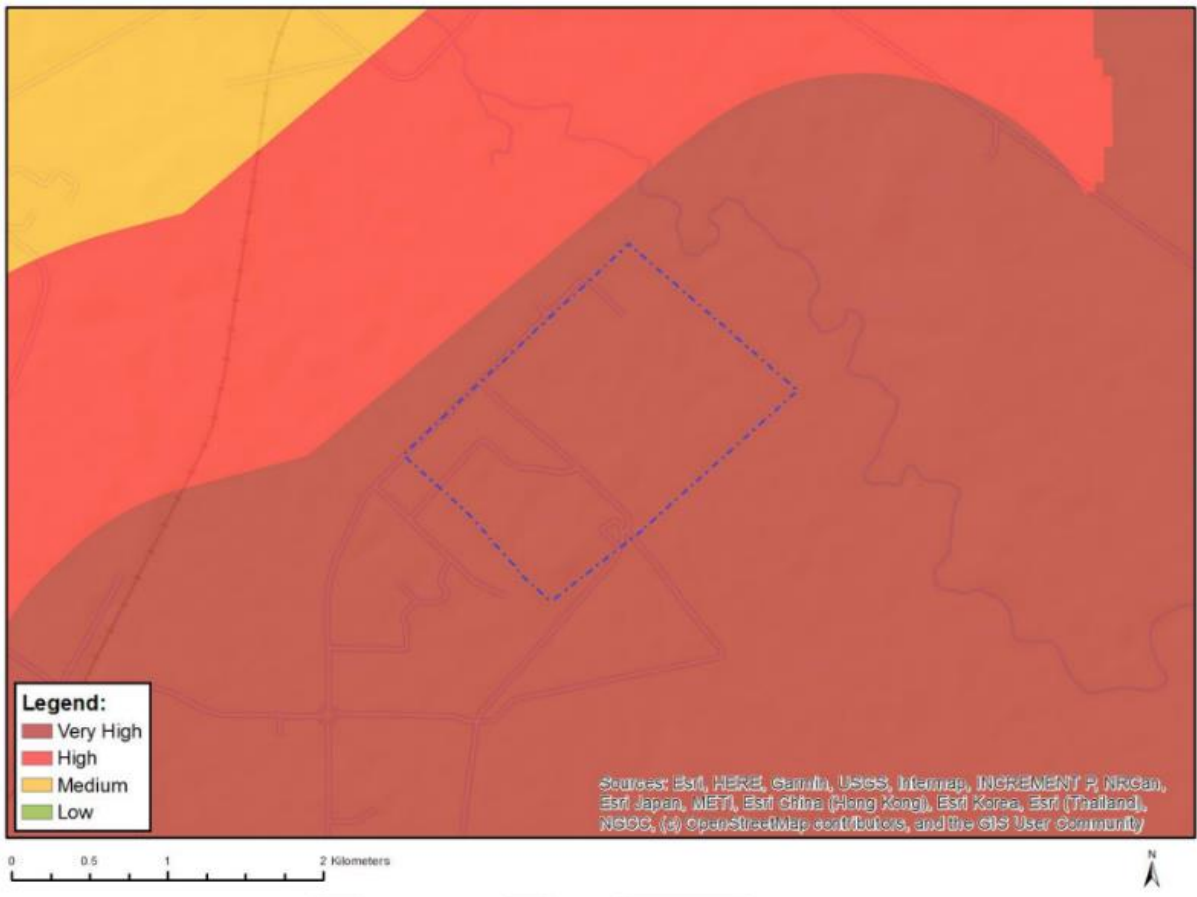 Legend:
Very High
High
Medium
Low
Sources: Esri, HERE, Garmin, USGS, Intermap, INCREMENT P, NRCan,
Esri Japan, METI, Esri China (Hong Kong), Esri Korea, Esri (Thailand),
NGCC, (c) OpenStreetMap contributors, and the GIS User Community
0 0.5 1 2 Kilometers
N